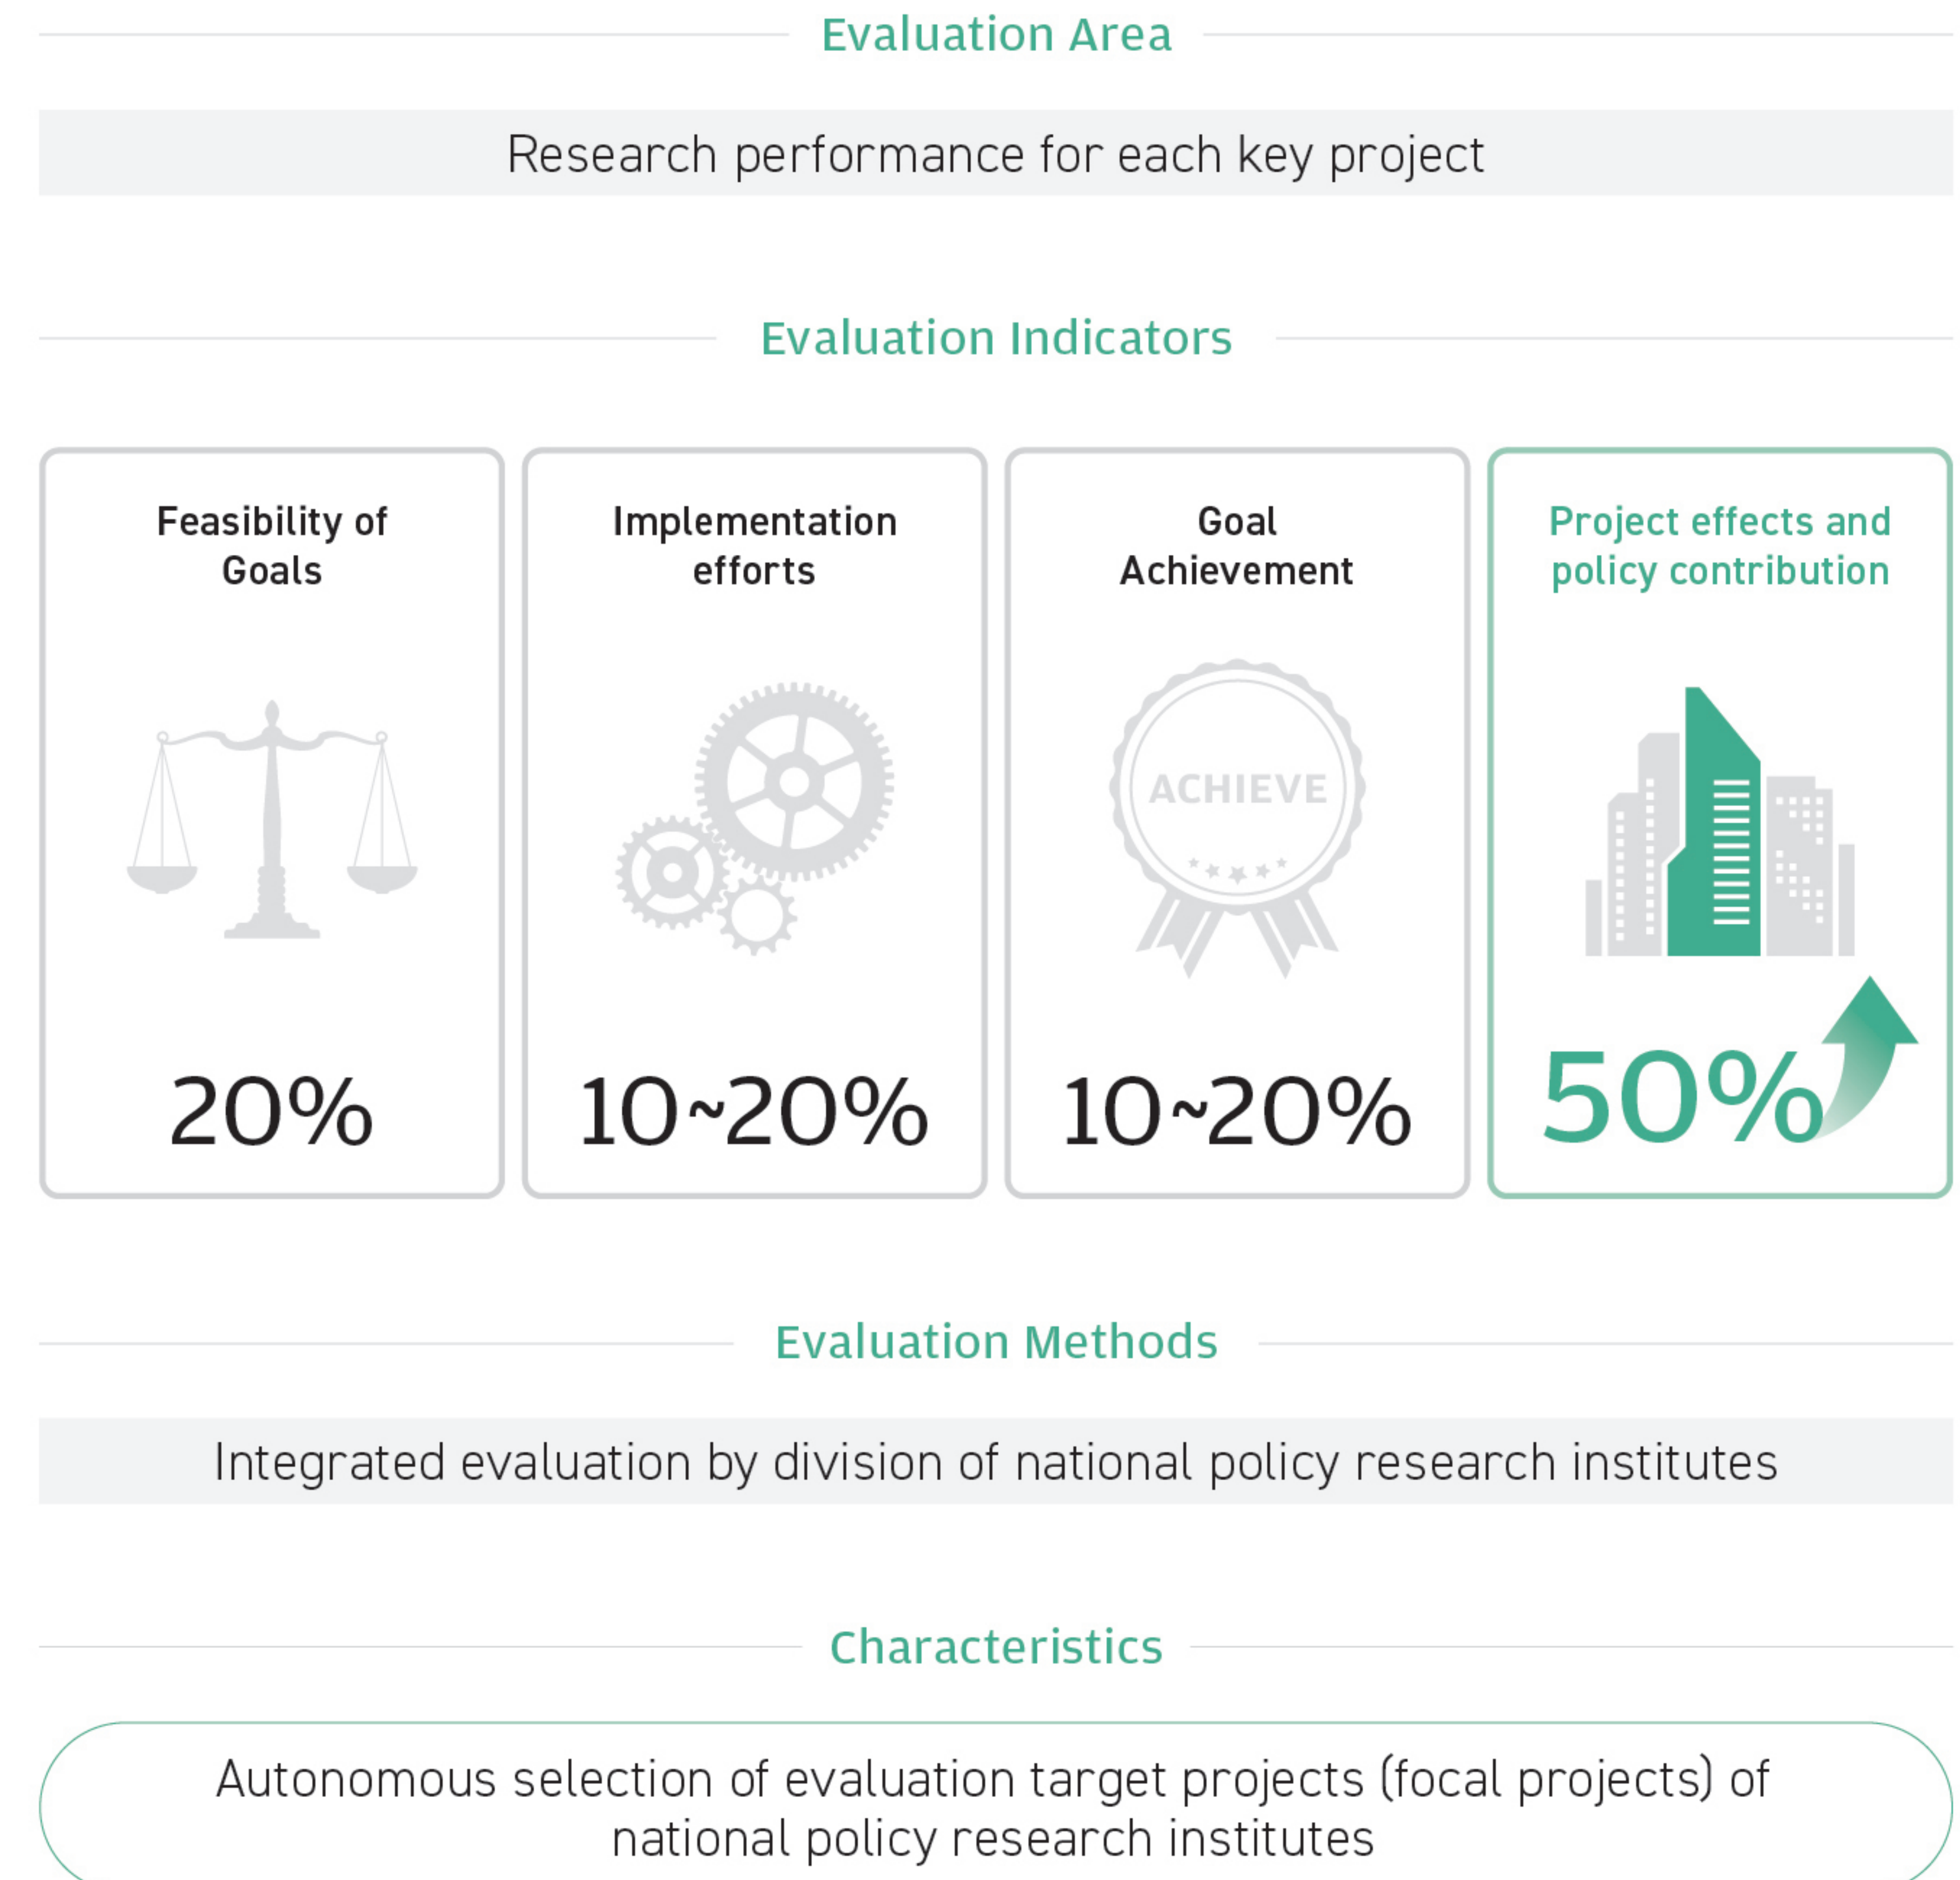 Evaluation Area
Research performance for each key project
Evaluation Indicators
Feasibility of
Goals
20%
Implementation
efforts
10~20%
Goal
Achievement
ACHIEVE
10~20%
Project effects and
policy contribution
50%
Evaluation Methods
Integrated evaluation by division of national policy research institutes
Characteristics
Autonomous selection of evaluation target projects (focal projects) of
national policy research institutes